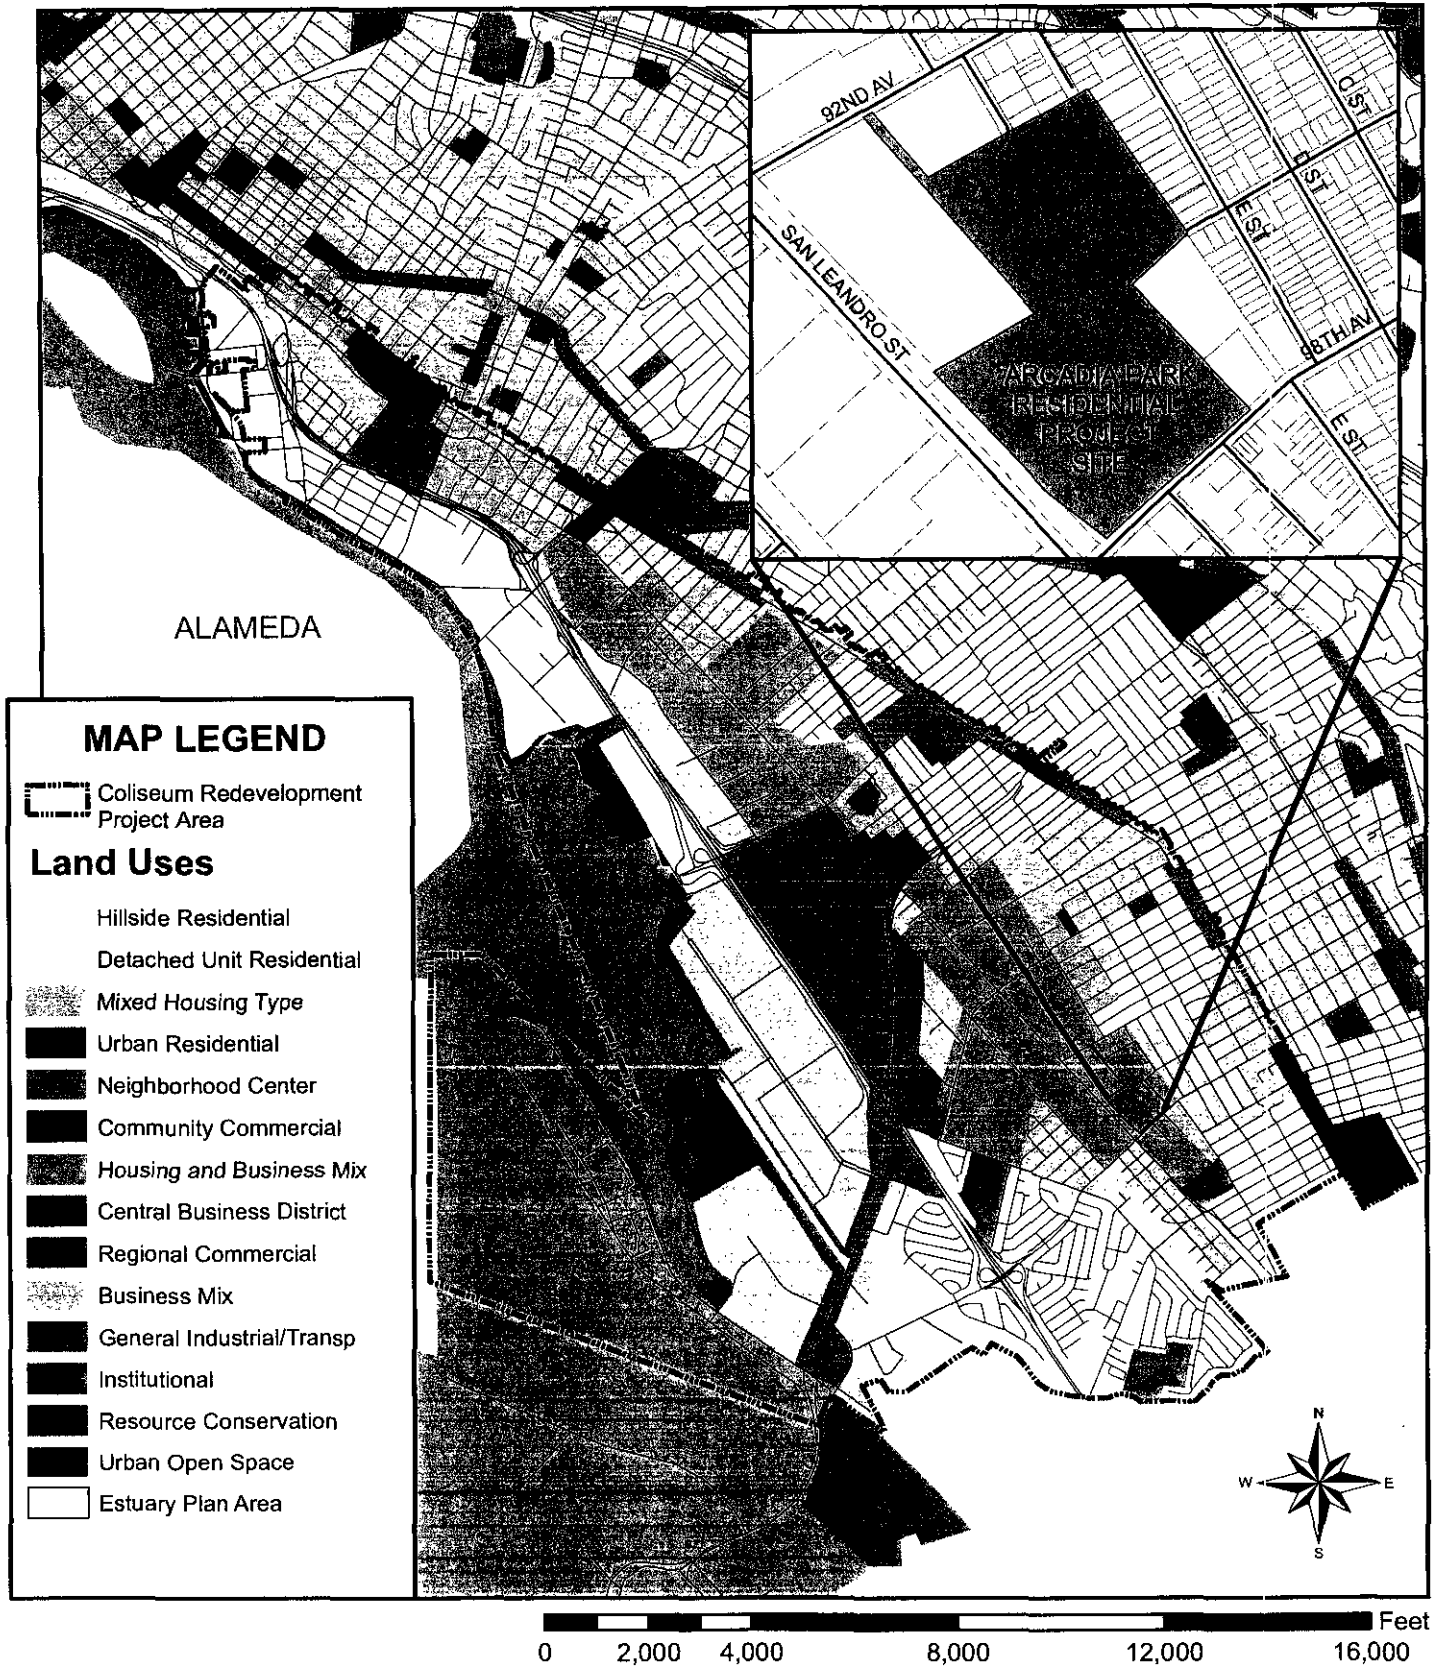 92ND AV
C ST
D ST
E ST
SAN LEANDRO ST
98TH AV
ARCADIA PARK
RESIDENTIAL
PROJECT
SITE
E ST
ALAMEDA
MAP LEGEND
Coliseum Redevelopment
Project Area
Land Uses
Hillside Residential
Detached Unit Residential
Mixed Housing Type
Urban Residential
Neighborhood Center
Community Commercial
Housing and Business Mix
Central Business District
Regional Commercial
Business Mix
General Industrial/Transp
Institutional
Resource Conservation
Urban Open Space
Estuary Plan Area
N
W
E
S
Feet
0 2,000 4,000 8,000 12,000 16,000